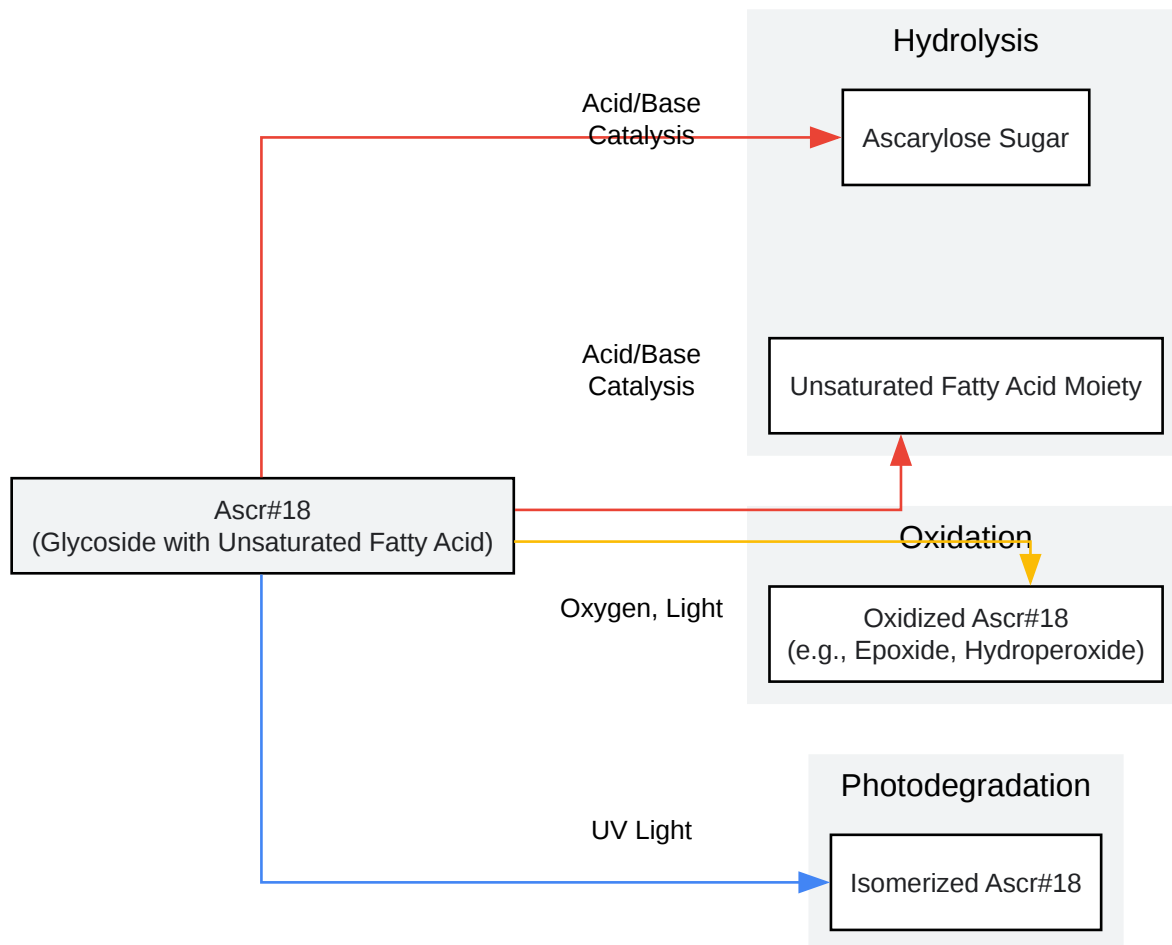 Hydrolysis
Acid/Base
Catalysis
Ascarylose Sugar
Acid/Base
Catalysis
Unsaturated Fatty Acid Moiety
Ascr#18
(Glycoside with Unsaturated Fatty Acid)
Oxidation
Oxygen, Light
Oxidized Ascr#18
(e.g., Epoxide, Hydroperoxide)
Photodegradation
UV Light
Isomerized Ascr#18